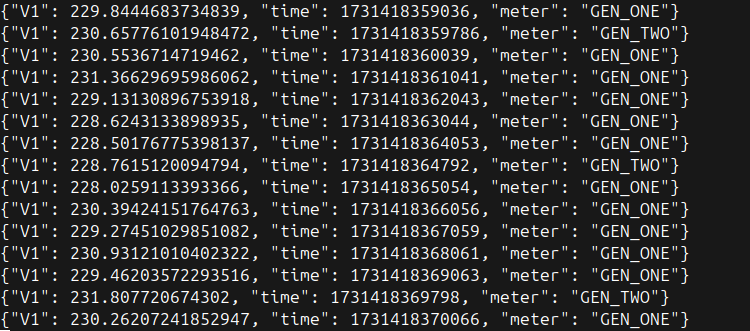 {"V1": 229.8444683734839, "time": 1731418359036, "meter": "GEN_ONE"}
{"V1": 230.65776101948472, "time": 1731418359786, "meter": "GEN_TWO"}
{"V1": 230.5536714719462, "time": 1731418360039, "meter": "GEN_ONE"}
{"V1": 231.36629695986062, "time": 1731418361041, "meter": "GEN_ONE"}
{"V1": 229.13130896753918, "time": 1731418362043, "meter": "GEN_ONE"}
{"V1": 228.6243133898935, "time": 1731418363044, "meter": "GEN_ONE"}
{"V1": 228.50176775398137, "time": 1731418364053, "meter": "GEN_ONE"}
{"V1": 228.7615120094794, "time": 1731418364792, "meter": "GEN_TWO"}
{"V1": 228.0259113393366, "time": 1731418365054, "meter": "GEN_ONE"}
{"V1": 230.39424151764763, "time": 1731418366056, "meter": "GEN_ONE"}
{"V1": 229.27451029851082, "time": 1731418367059, "meter": "GEN_ONE"}
{"V1": 230.93121010402322, "time": 1731418368061, "meter": "GEN_ONE"}
{"V1": 229.46203572293516, "time": 1731418369063, "meter": "GEN_ONE"}
{"V1": 231.807720674302, "time": 1731418369798, "meter": "GEN_TWO"}
{"V1": 230.26207241852947, "time": 1731418370066, "meter": "GEN_ONE"}